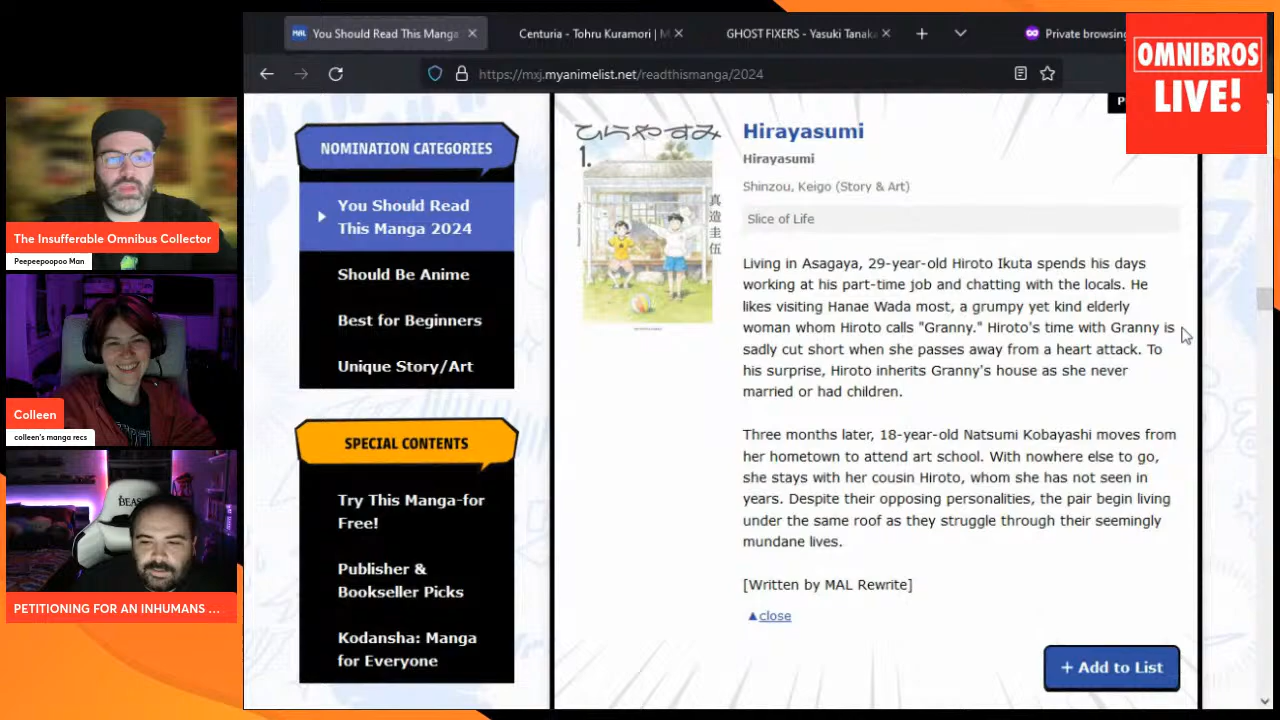 You Should Read This Manga
Centuria - Tohru Kuramori | M
GHOST FIXERS - Yasuki Tanaka
Private browsing
https://mxj.myanimelist.net/readthismanga/2024
OMNIBROS
LIVE!
The Insufferable Omnibus Collector
Peepeepoopoo Man
Colleen
colleen's manga recs
BEAST
PETITIONING FOR AN INHUMANS ...
NOMINATION CATEGORIES
You Should Read
This Manga 2024
Should Be Anime
Best for Beginners
Unique Story/Art
SPECIAL CONTENTS
Try This Manga-for
Free!
Publisher &
Bookseller Picks
Kodansha: Manga
for Everyone
ひらやすみ
1.
真造圭伍
Hirayasumi
Hirayasumi
Shinzou, Keigo (Story & Art)
Slice of Life
Living in Asagaya, 29-year-old Hiroto Ikuta spends his days
working at his part-time job and chatting with the locals. He
likes visiting Hanae Wada most, a grumpy yet kind elderly
woman whom Hiroto calls "Granny." Hiroto's time with Granny is
sadly cut short when she passes away from a heart attack. To
his surprise, Hiroto inherits Granny's house as she never
married or had children.
Three months later, 18-year-old Natsumi Kobayashi moves from
her hometown to attend art school. With nowhere else to go,
she stays with her cousin Hiroto, whom she has not seen in
years. Despite their opposing personalities, the pair begin living
under the same roof as they struggle through their seemingly
mundane lives.
[Written by MAL Rewrite]
▲close
+ Add to List